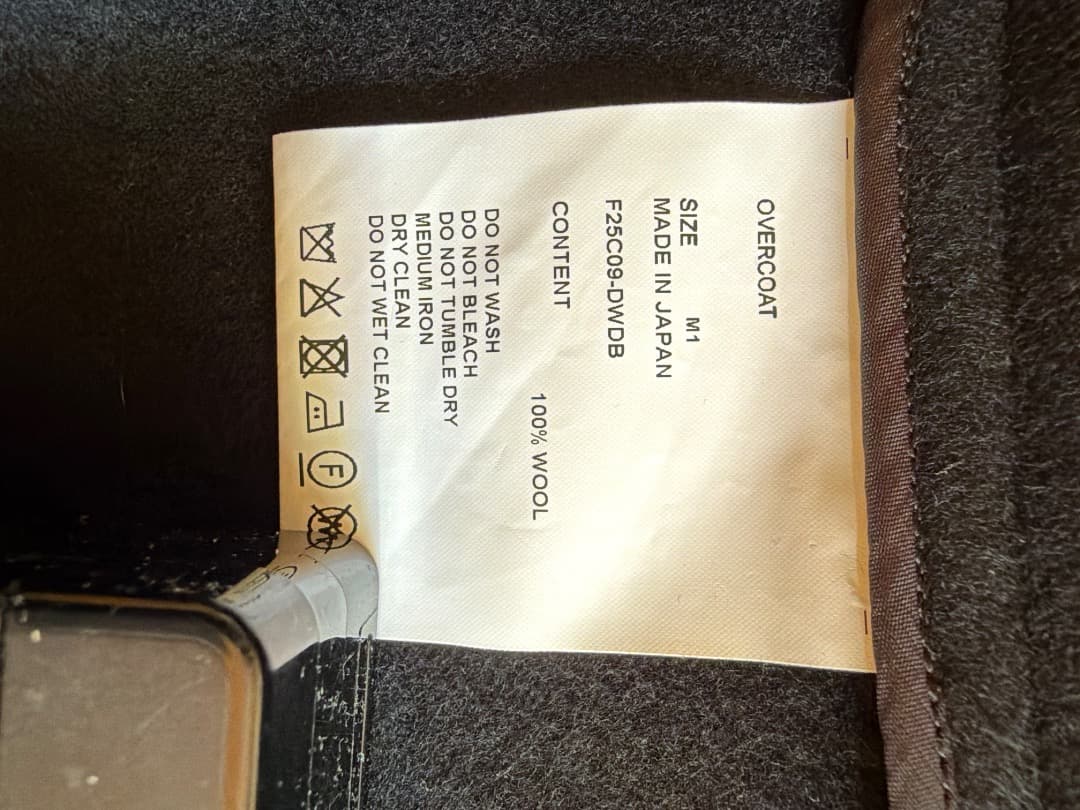 OVERCOAT
SIZE M1
MADE IN JAPAN
F25C09-DWDB
CONTENT
100% WOOL
DO NOT WASH
DO NOT BLEACH
DO NOT TUMBLE DRY
MEDIUM IRON
DRY CLEAN
DO NOT WET CLEAN
F W